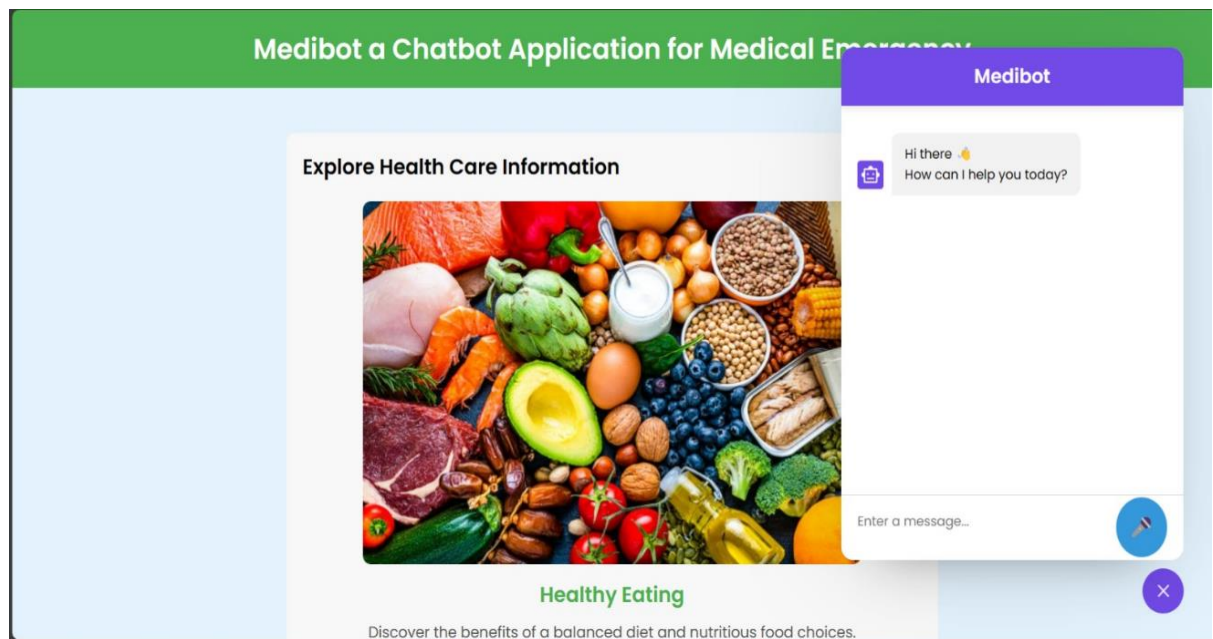 Medibot a Chatbot Application for Medical Emergency
Medibot
Hi there 👋
How can I help you today?
Explore Health Care Information
Healthy Eating
Discover the benefits of a balanced diet and nutritious food choices.
Enter a message...